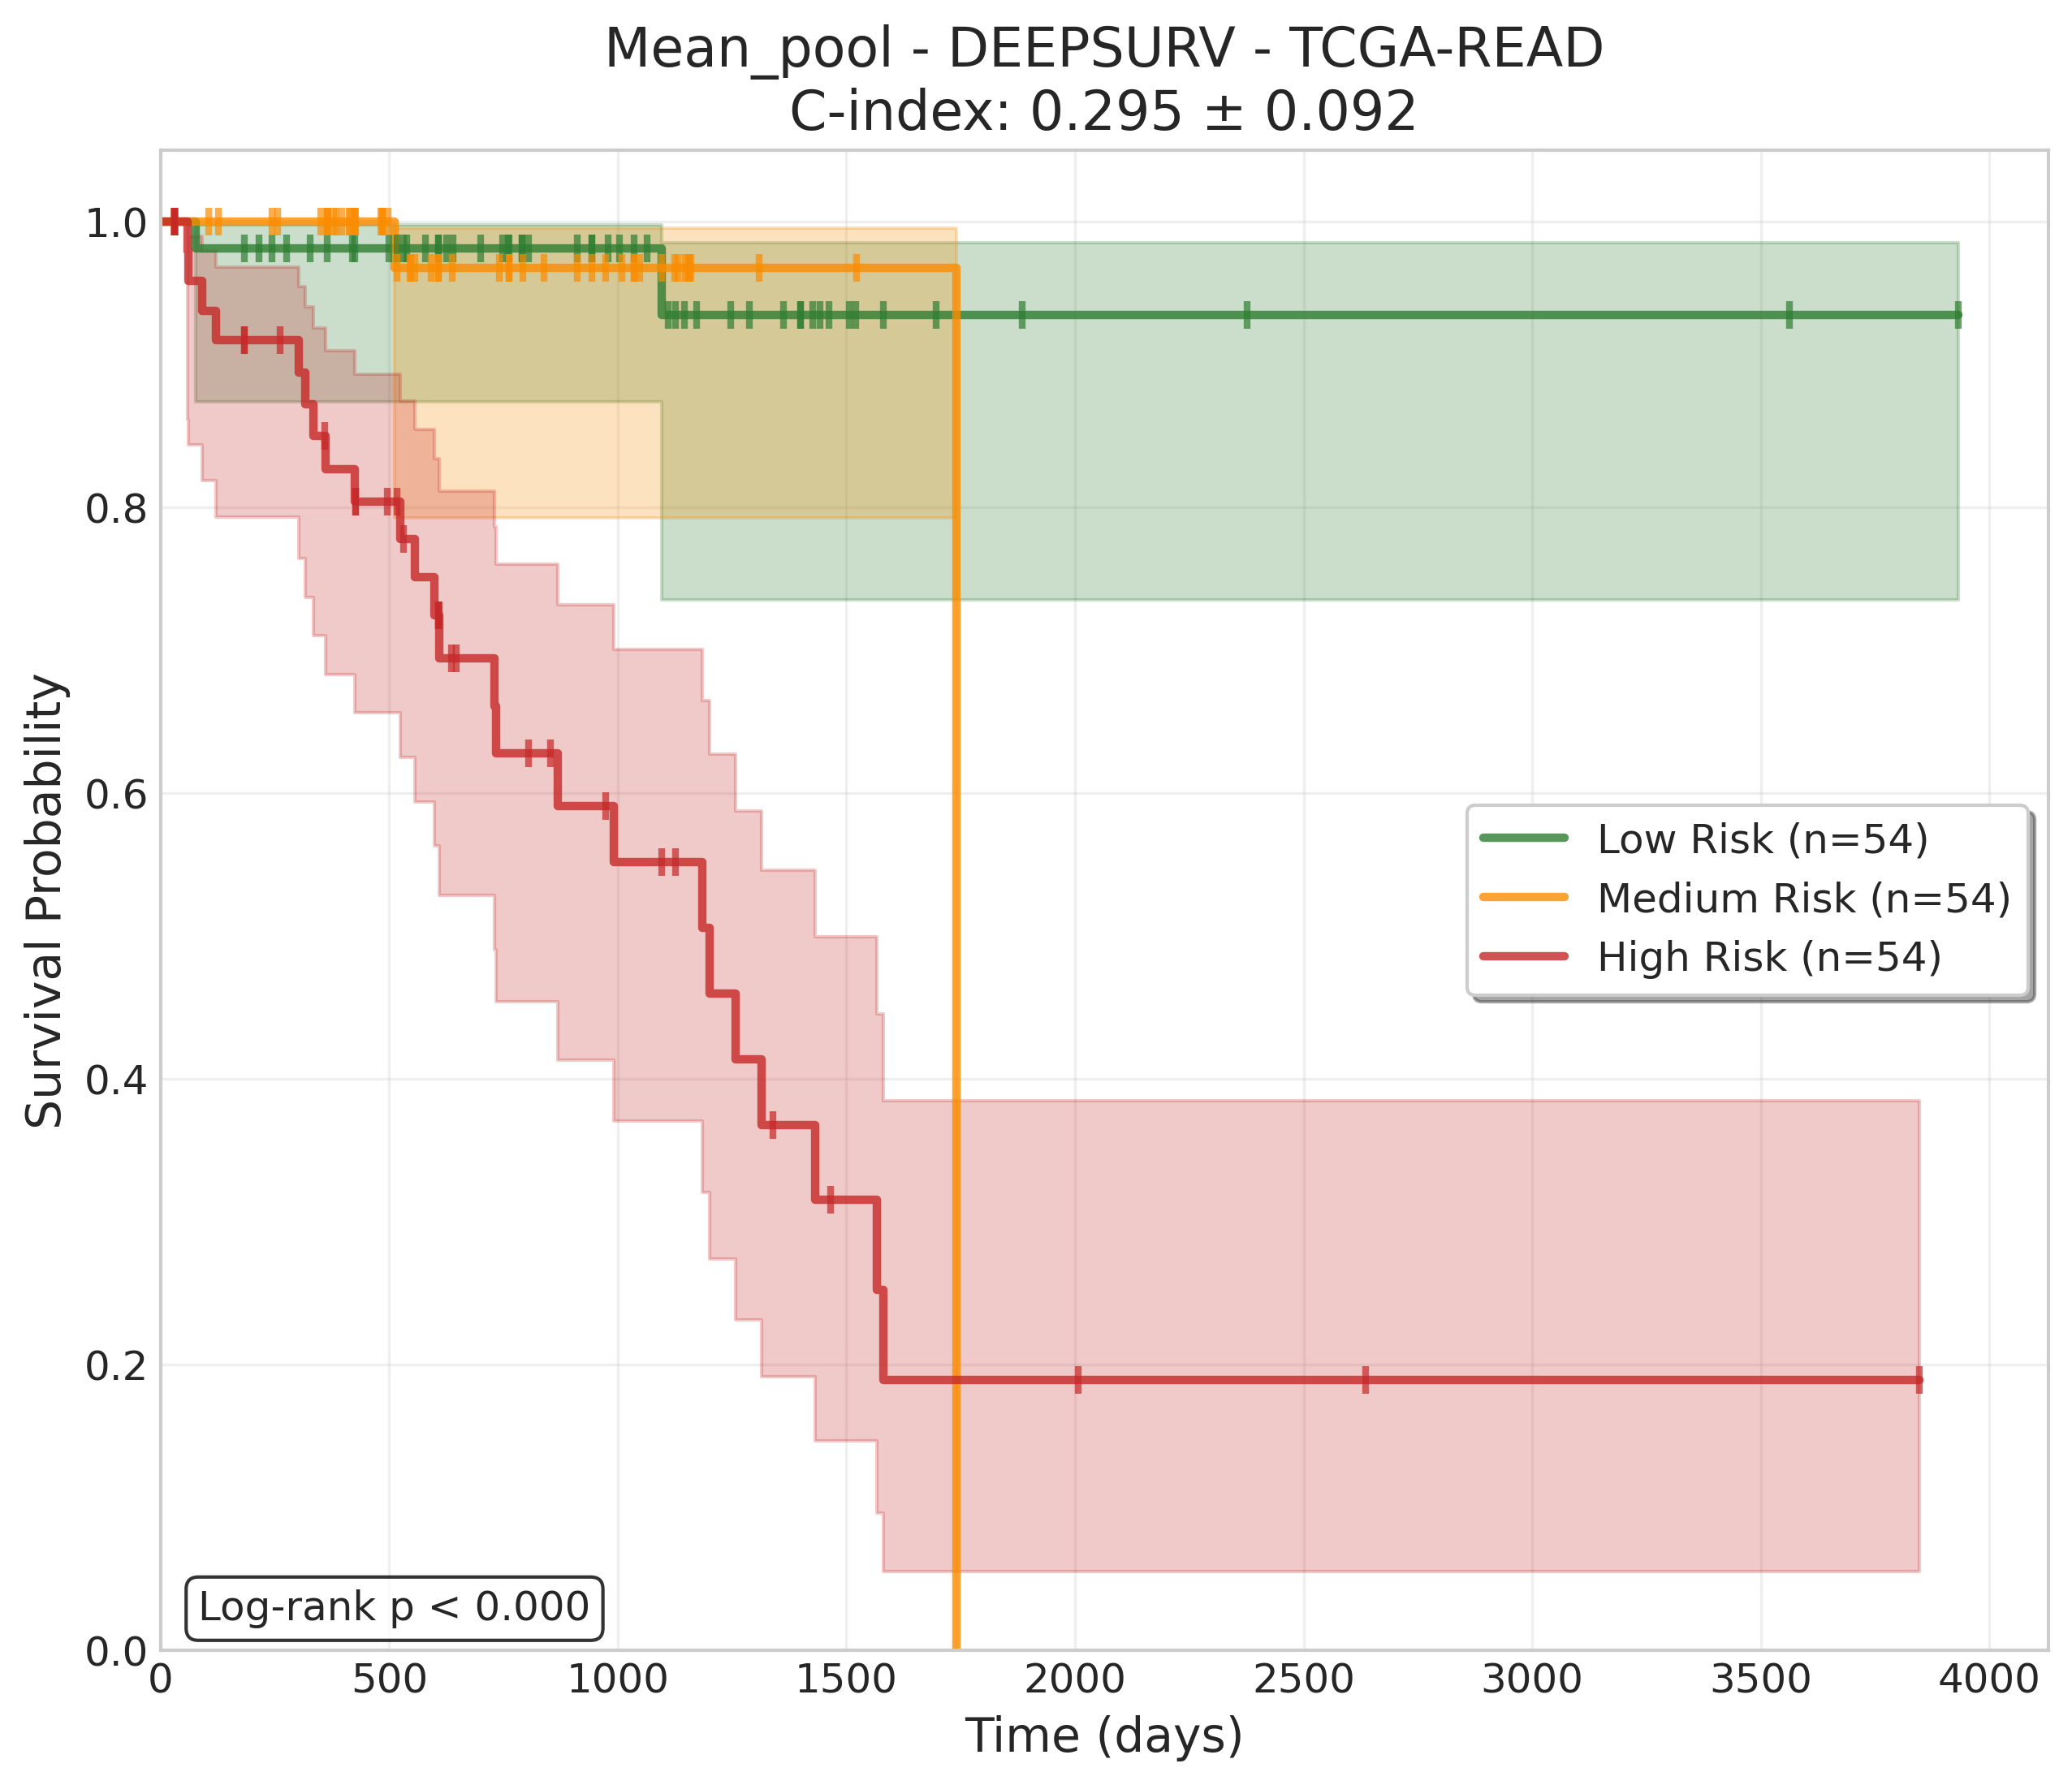 Mean_pool - DEEPSURV - TCGA-READ
C-index: 0.295 ± 0.092
Survival Probability
1.0
0.8
0.6
0.4
0.2
0.0
Low Risk (n=54)
Medium Risk (n=54)
High Risk (n=54)
Log-rank p < 0.000
0 500 1000 1500 2000 2500 3000 3500 4000
Time (days)